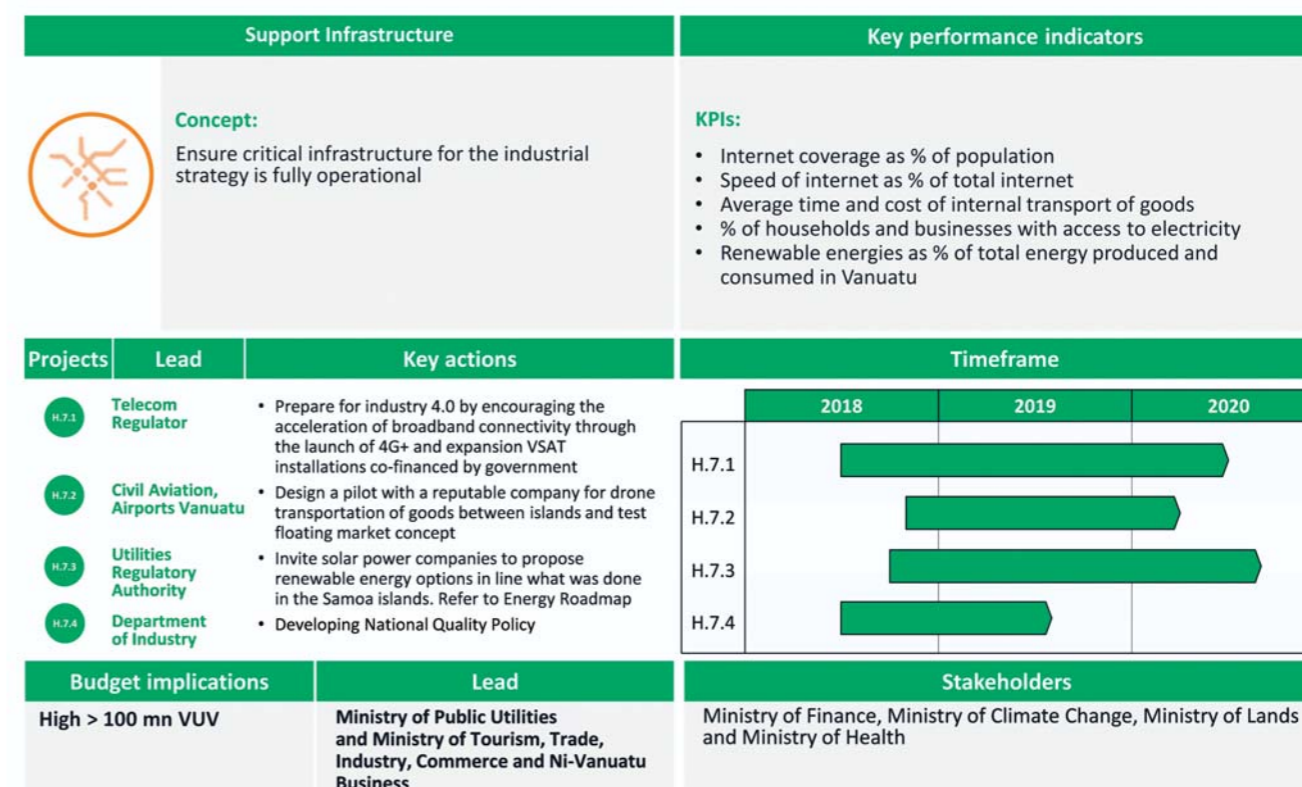 Support Infrastructure
Key performance indicators
Concept:
Ensure critical infrastructure for the industrial
strategy is fully operational
KPIs:
• Internet coverage as % of population
• Speed of internet as % of total internet
• Average time and cost of internal transport of goods
• % of households and businesses with access to electricity
• Renewable energies as % of total energy produced and
consumed in Vanuatu
Projects
Lead
Key actions
Timeframe
H.7.1
Telecom
Regulator
• Prepare for industry 4.0 by encouraging the
acceleration of broadband connectivity through
the launch of 4G+ and expansion VSAT
installations co-financed by government
H.7.2
Civil Aviation,
Airports Vanuatu
• Design a pilot with a reputable company for drone
transportation of goods between islands and test
floating market concept
H.7.3
Utilities
Regulatory
Authority
• Invite solar power companies to propose
renewable energy options in line what was done
in the Samoa islands. Refer to Energy Roadmap
H.7.4
Department
of Industry
• Developing National Quality Policy
2018
2019
2020
H.7.1
H.7.2
H.7.3
H.7.4
Budget implications
Lead
Stakeholders
High > 100 mn VUV
Ministry of Public Utilities
and Ministry of Tourism, Trade,
Industry, Commerce and Ni-Vanuatu
Business
Ministry of Finance, Ministry of Climate Change, Ministry of Lands
and Ministry of Health